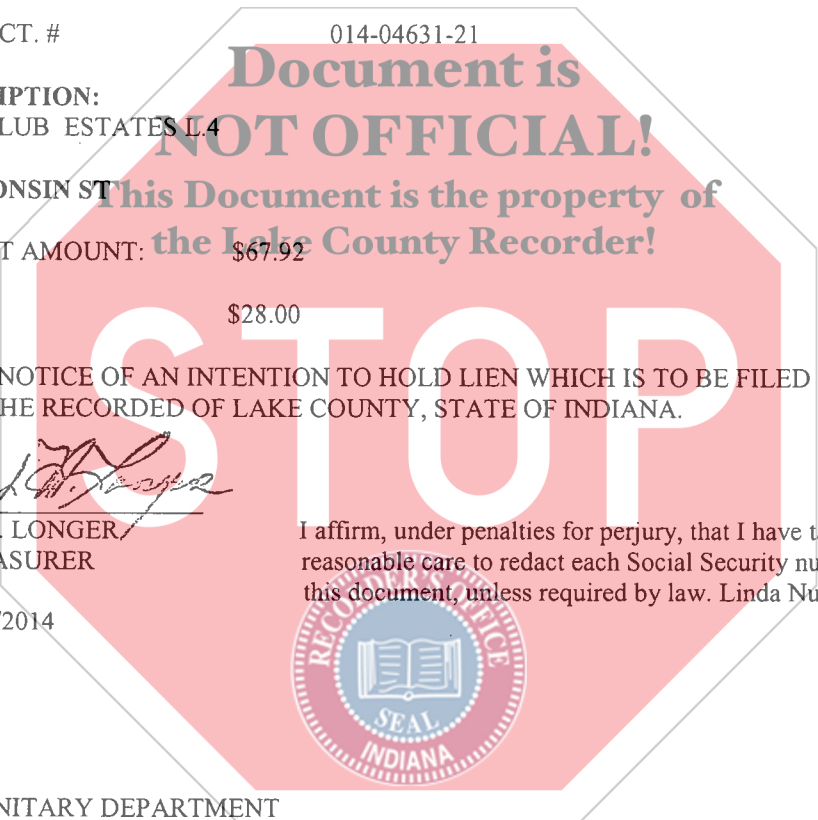 CT. # 014-04631-21
Document is
IPTION:
LUB ESTATES L.4
NOT OFFICIAL!
ONSIN ST
This Document is the property of
T AMOUNT: $67.92
the Lake County Recorder!
$28.00
STOP
NOTICE OF AN INTENTION TO HOLD LIEN WHICH IS TO BE FILED
HE RECORDED OF LAKE COUNTY, STATE OF INDIANA.
. LONGER
ASURER
I affirm, under penalties for perjury, that I have t
reasonable care to redact each Social Security nu
this document, unless required by law. Linda Nu
/2014
RECORDER'S OFFICE
SEAL
INDIANA
NITARY DEPARTMENT